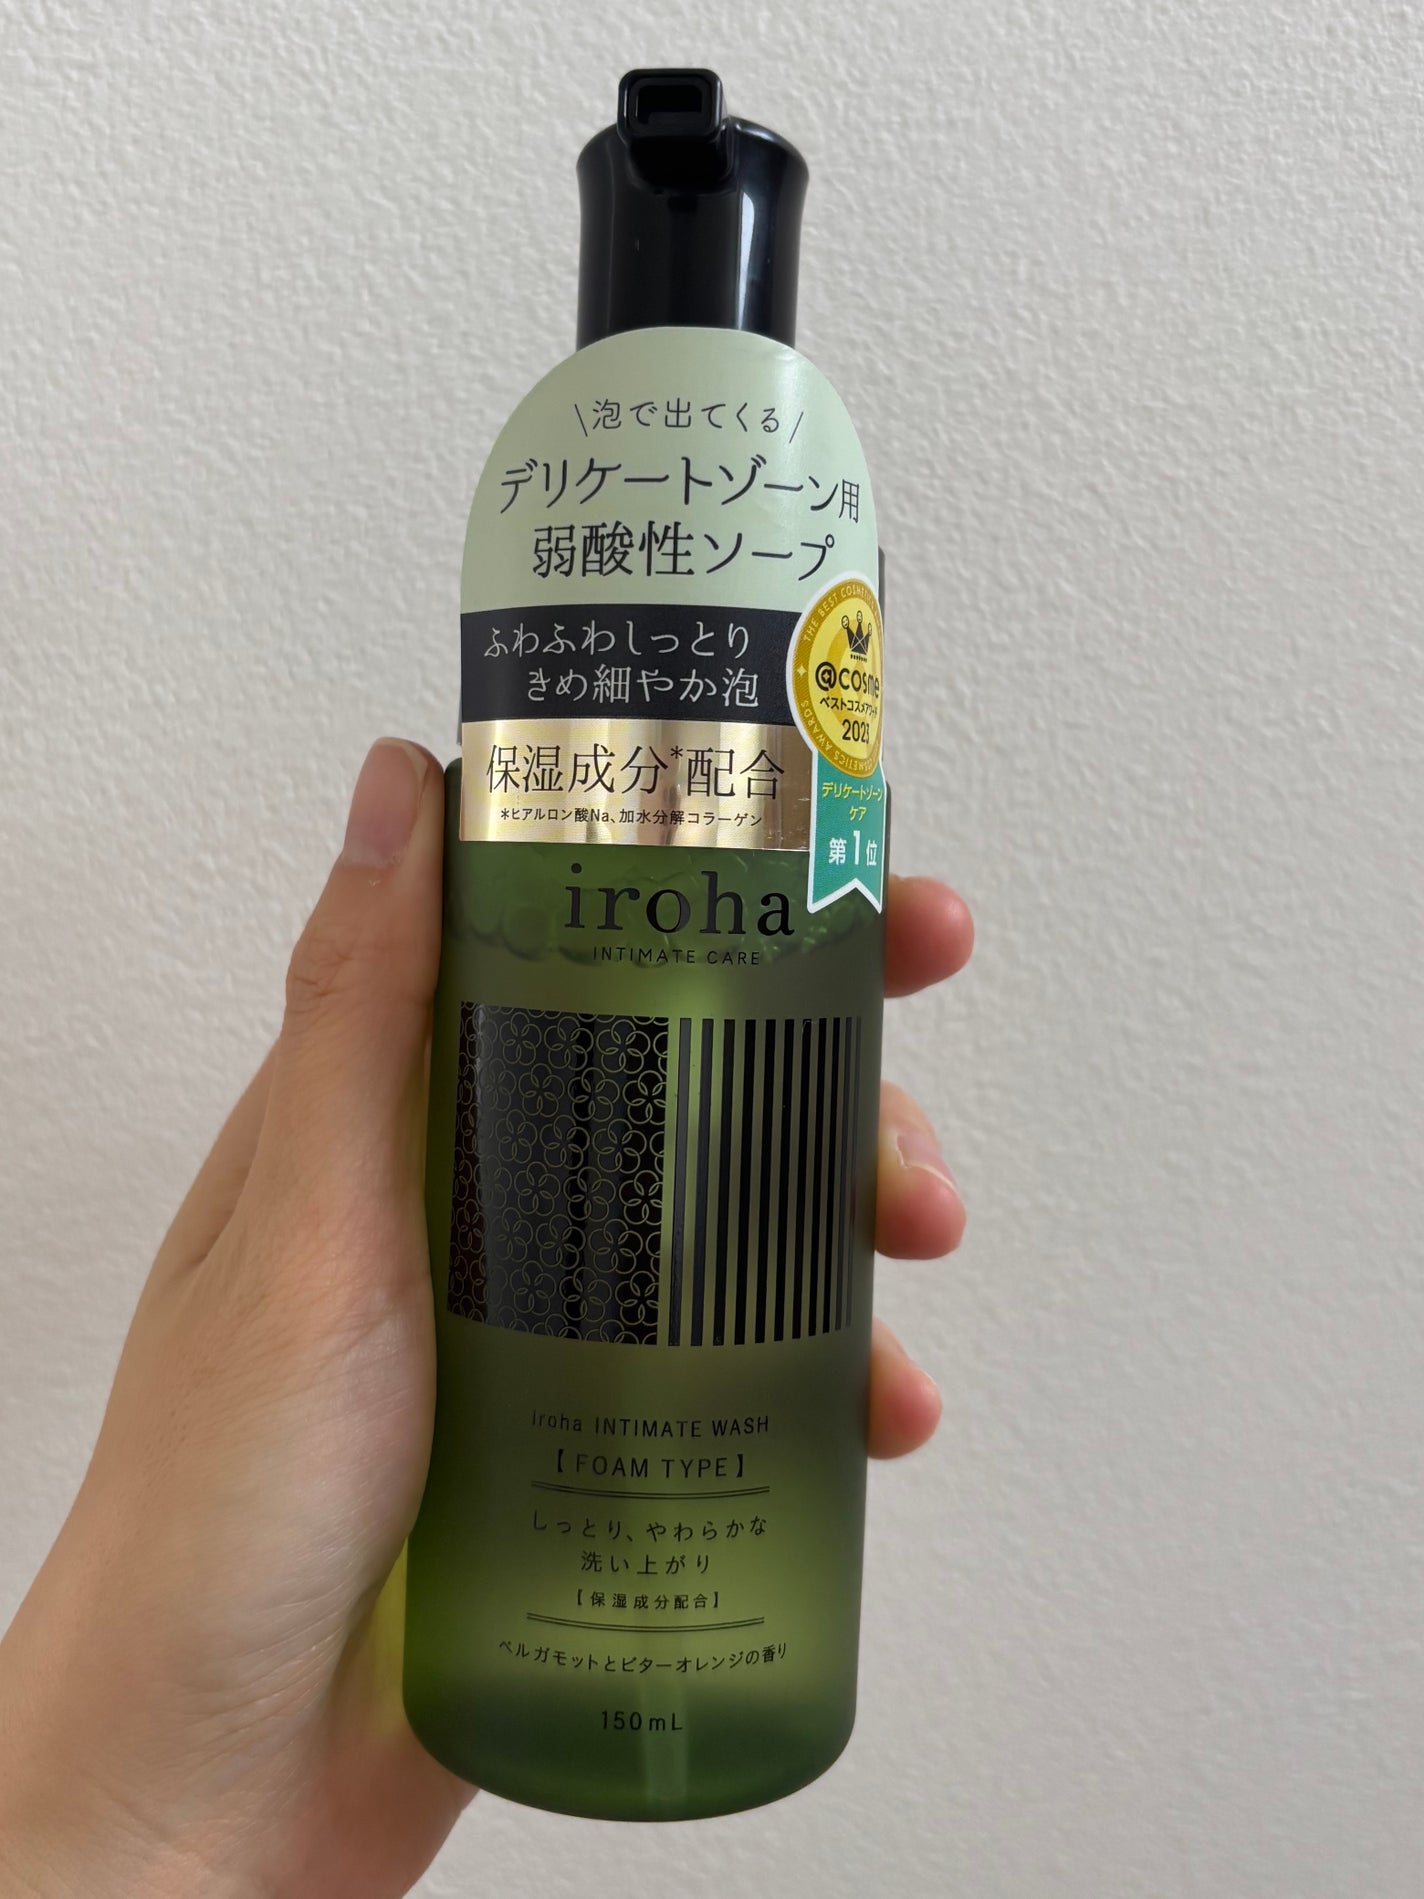 \泡で出てくる/
デリケートゾーン用
弱酸性ソープ
ふわふわしっとり
きめ細やか泡
保湿成分*配合
*ヒアルロン酸Na、加水分解コラーゲン
THE BEST COSMETICS
@cosme
ベストコスメアワード
2023
COSMETICS AWARDS
デリケートゾーン
ケア
第1位
iroha
INTIMATE CARE
iroha INTIMATE WASH
【FOAM TYPE】
しっとり、やわらかな
洗い上がり
【保湿成分配合】
ベルガモットとビターオレンジの香り
150mL